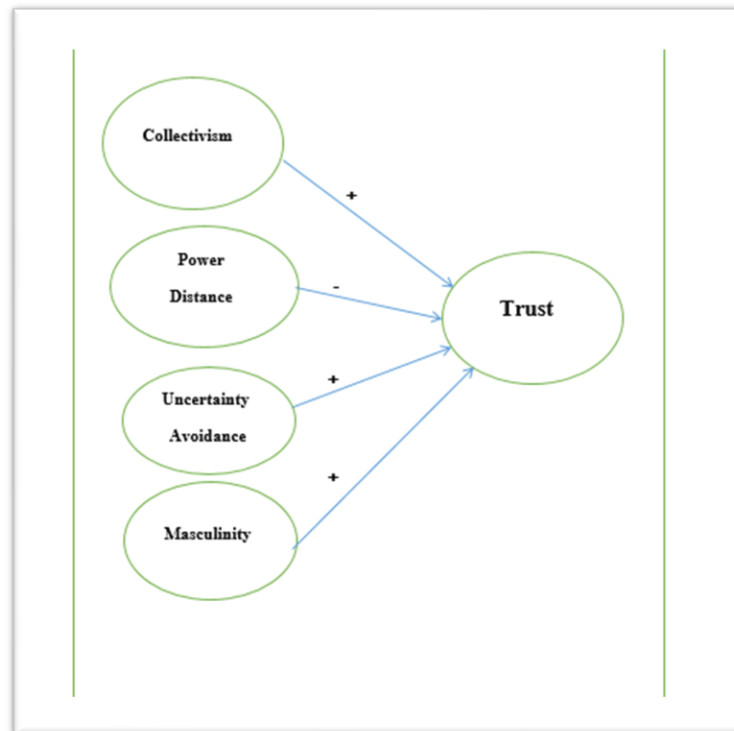 Collectivism
+
Power
Distance
-
Trust
Uncertainty
Avoidance
+
Masculinity
+